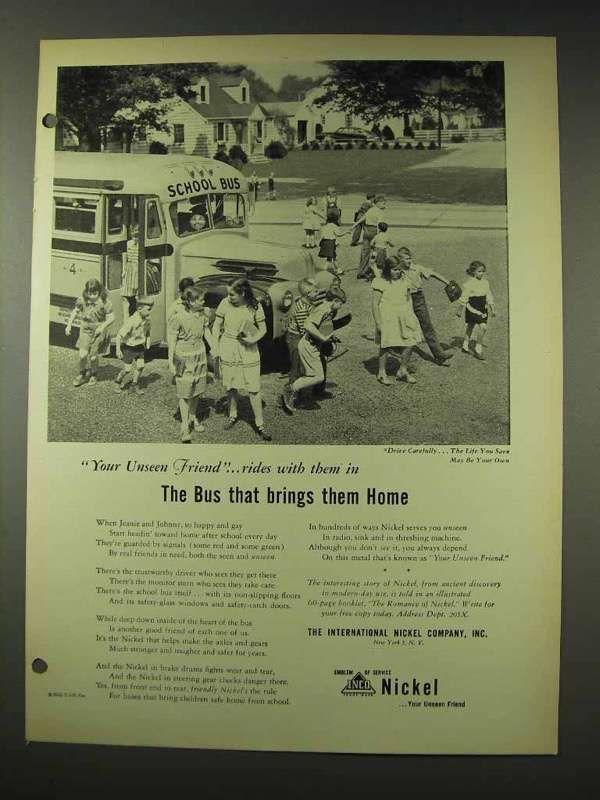 SCHOOL BUS
4
*Drive Carefully... The Life You Save
May Be Your Own
"Your Unseen Friend"... rides with them in
The Bus that brings them Home
When Jeanie and Johnny, so happy and gay
Start headin' toward home after school every day
They're guarded by signals (some red and some green)
By real friends in need, both the seen and unseen.
There's the trustworthy driver who sees they get there
There's the monitor stern who sees they take care
There's the school bus itself... with its non-slipping floors
And its safety-glass windows and safety-catch doors.
While deep down inside of the heart of the bus
Is another good friend of each one of us.
It's the Nickel that helps make the axles and gears
Much stronger and tougher and safer for years.
And the Nickel in brake drums fights wear and tear,
And the Nickel in steering gear checks danger there.
Yes, from front end to rear, friendly Nickel's the rule
For buses that bring children safe home from school.
In hundreds of ways Nickel serves you unseen
In radio, sink and in threshing machine.
Although you don't see it, you always depend
On this metal that's known as "Your Unseen Friend."
* *
The interesting story of Nickel, from ancient discovery
to modern-day use, is told in an illustrated
60-page booklet, "The Romance of Nickel." Write for
your free copy today. Address Dept. 205X.
THE INTERNATIONAL NICKEL COMPANY, INC.
New York 5, N. Y.
EMBLEM OF SERVICE
INCO
TRADE MARK
Nickel
...Your Unseen Friend